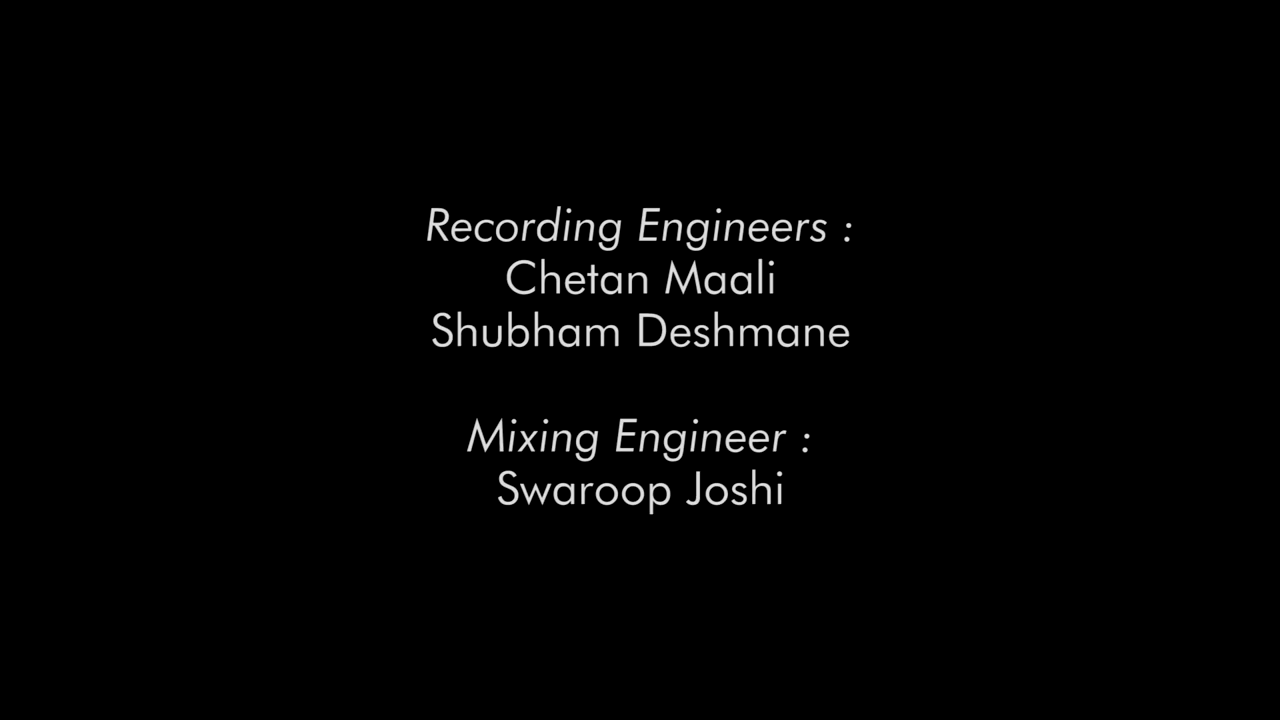 Recording Engineers :
Chetan Maali
Shubham Deshmane
Mixing Engineer :
Swaroop Joshi